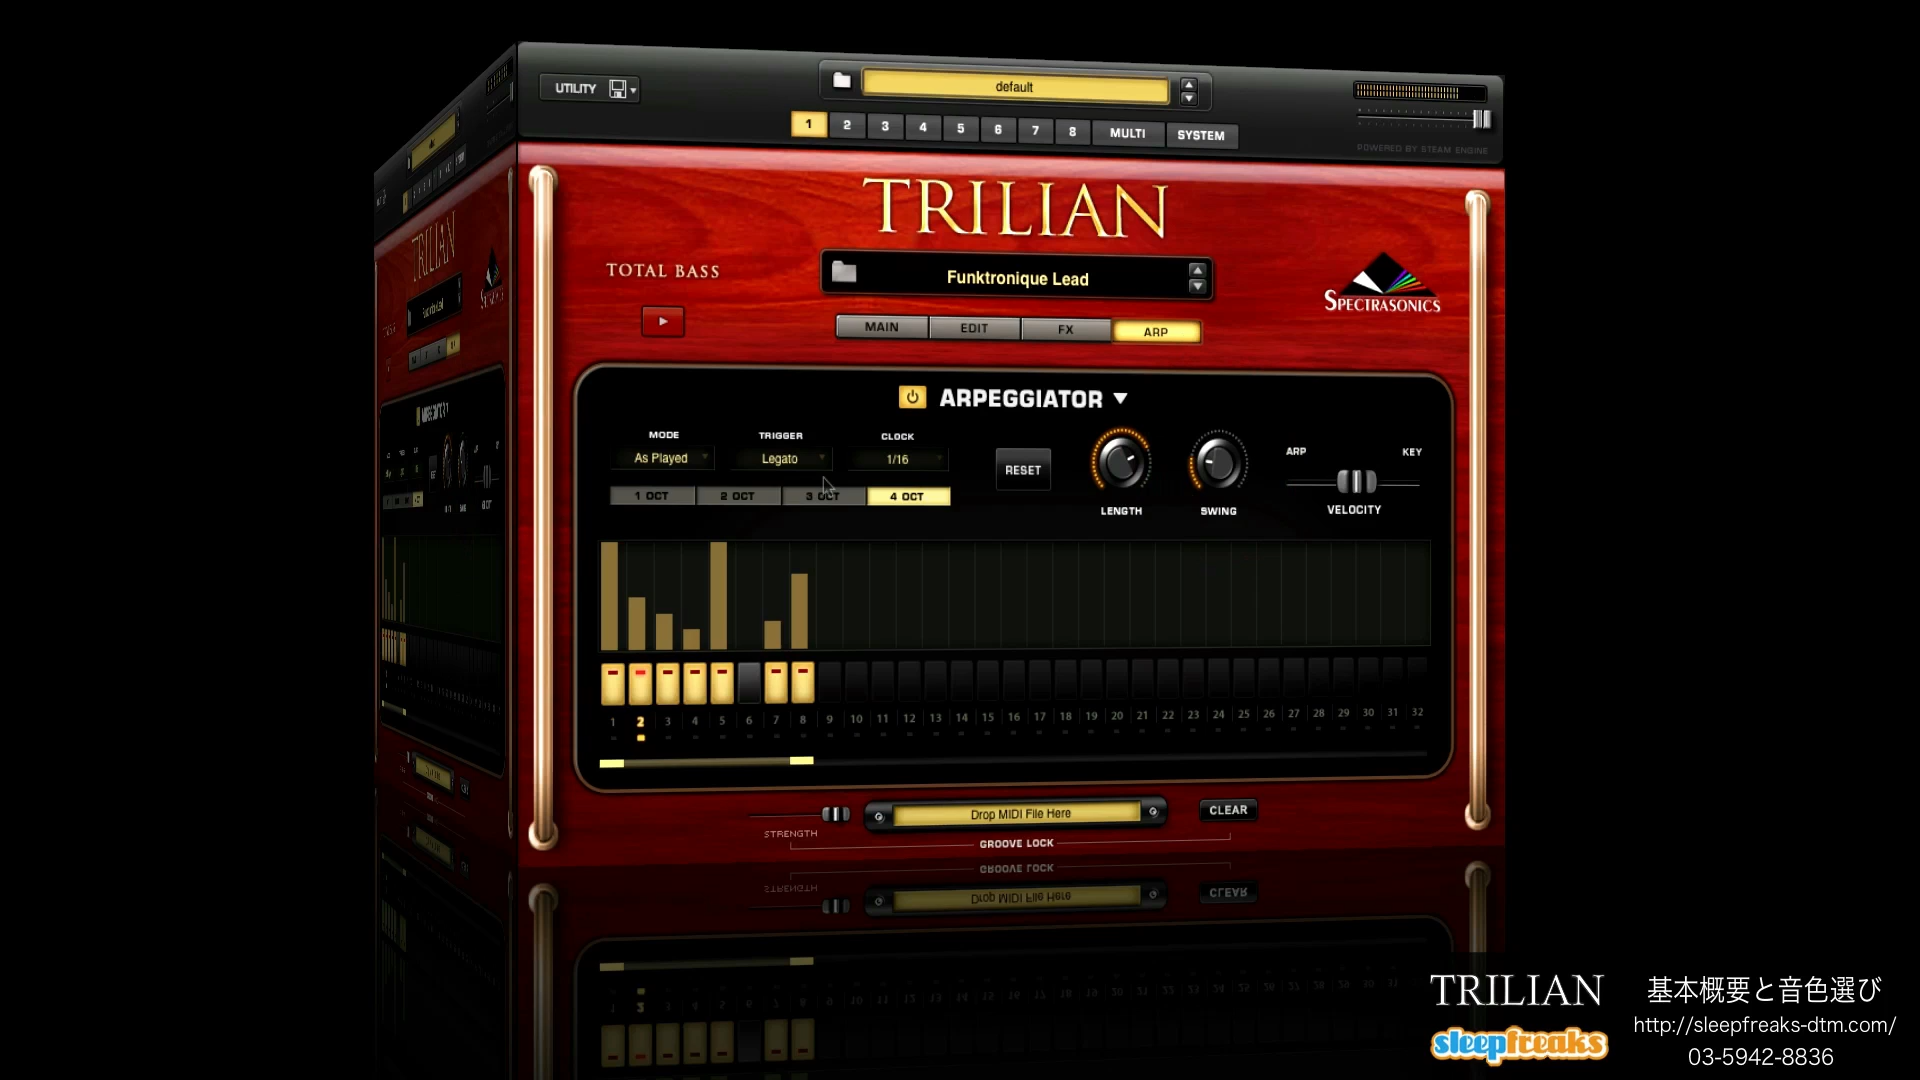 UTILITY
default
1 2 3 4 5 6 7 8 MULTI SYSTEM
POWERED BY STEAM ENGINE
TRILIAN
TOTAL BASS
Funktronique Lead
SPECTRASONICS
MAIN EDIT FX ARP
ARPEGGIATOR
MODE TRIGGER CLOCK
As Played Legato 1/16
RESET
ARP KEY
1 OCT 2 OCT 3 OCT 4 OCT
LENGTH SWING VELOCITY
1 2 3 4 5 6 7 8 9 10 11 12 13 14 15 16 17 18 19 20 21 22 23 24 25 26 27 28 29 30 31 32
Drop MIDI File Here
CLEAR
STRENGTH
GROOVE LOCK
TRILIAN
基本概要と音色選び
sleepfreaks
http://sleepfreaks-dtm.com/
03-5942-8836